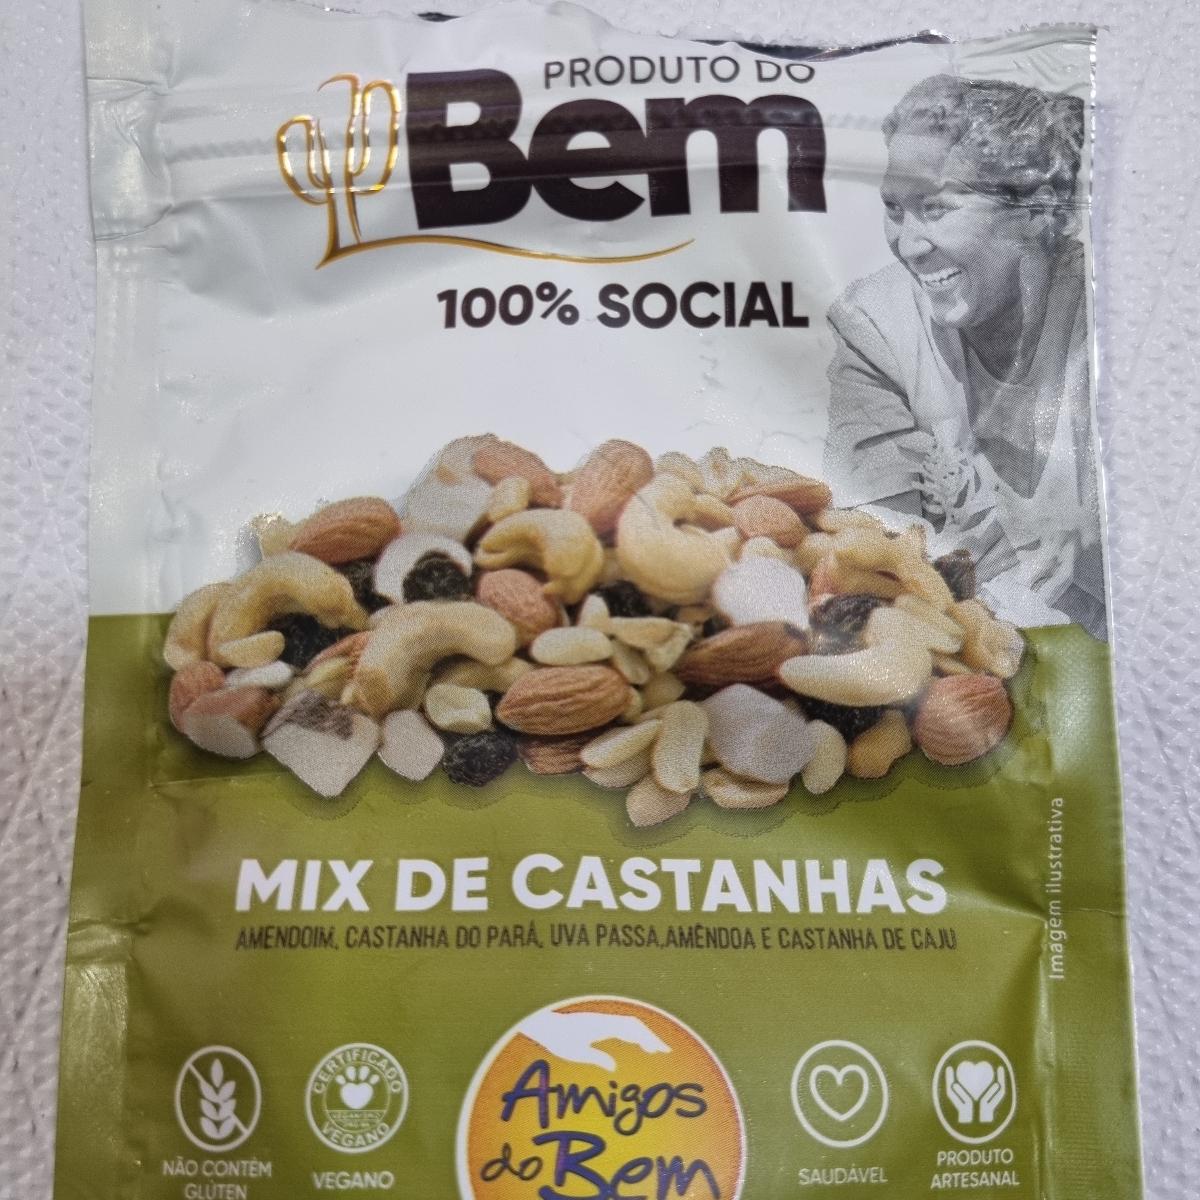 PRODUTO DO
Bem
100% SOCIAL
MIX DE CASTANHAS
AMENDOIM, CASTANHA DO PARÁ, UVA PASSA,AMÊNDOA E CASTANHA DE CAJU
Imagem ilustrativa
Amigos
do Bem
NÃO CONTÉM
GLÚTEN
CERTIFICADO
VEGANO
VEGANO
SAUDÁVEL
PRODUTO
ARTESANAL